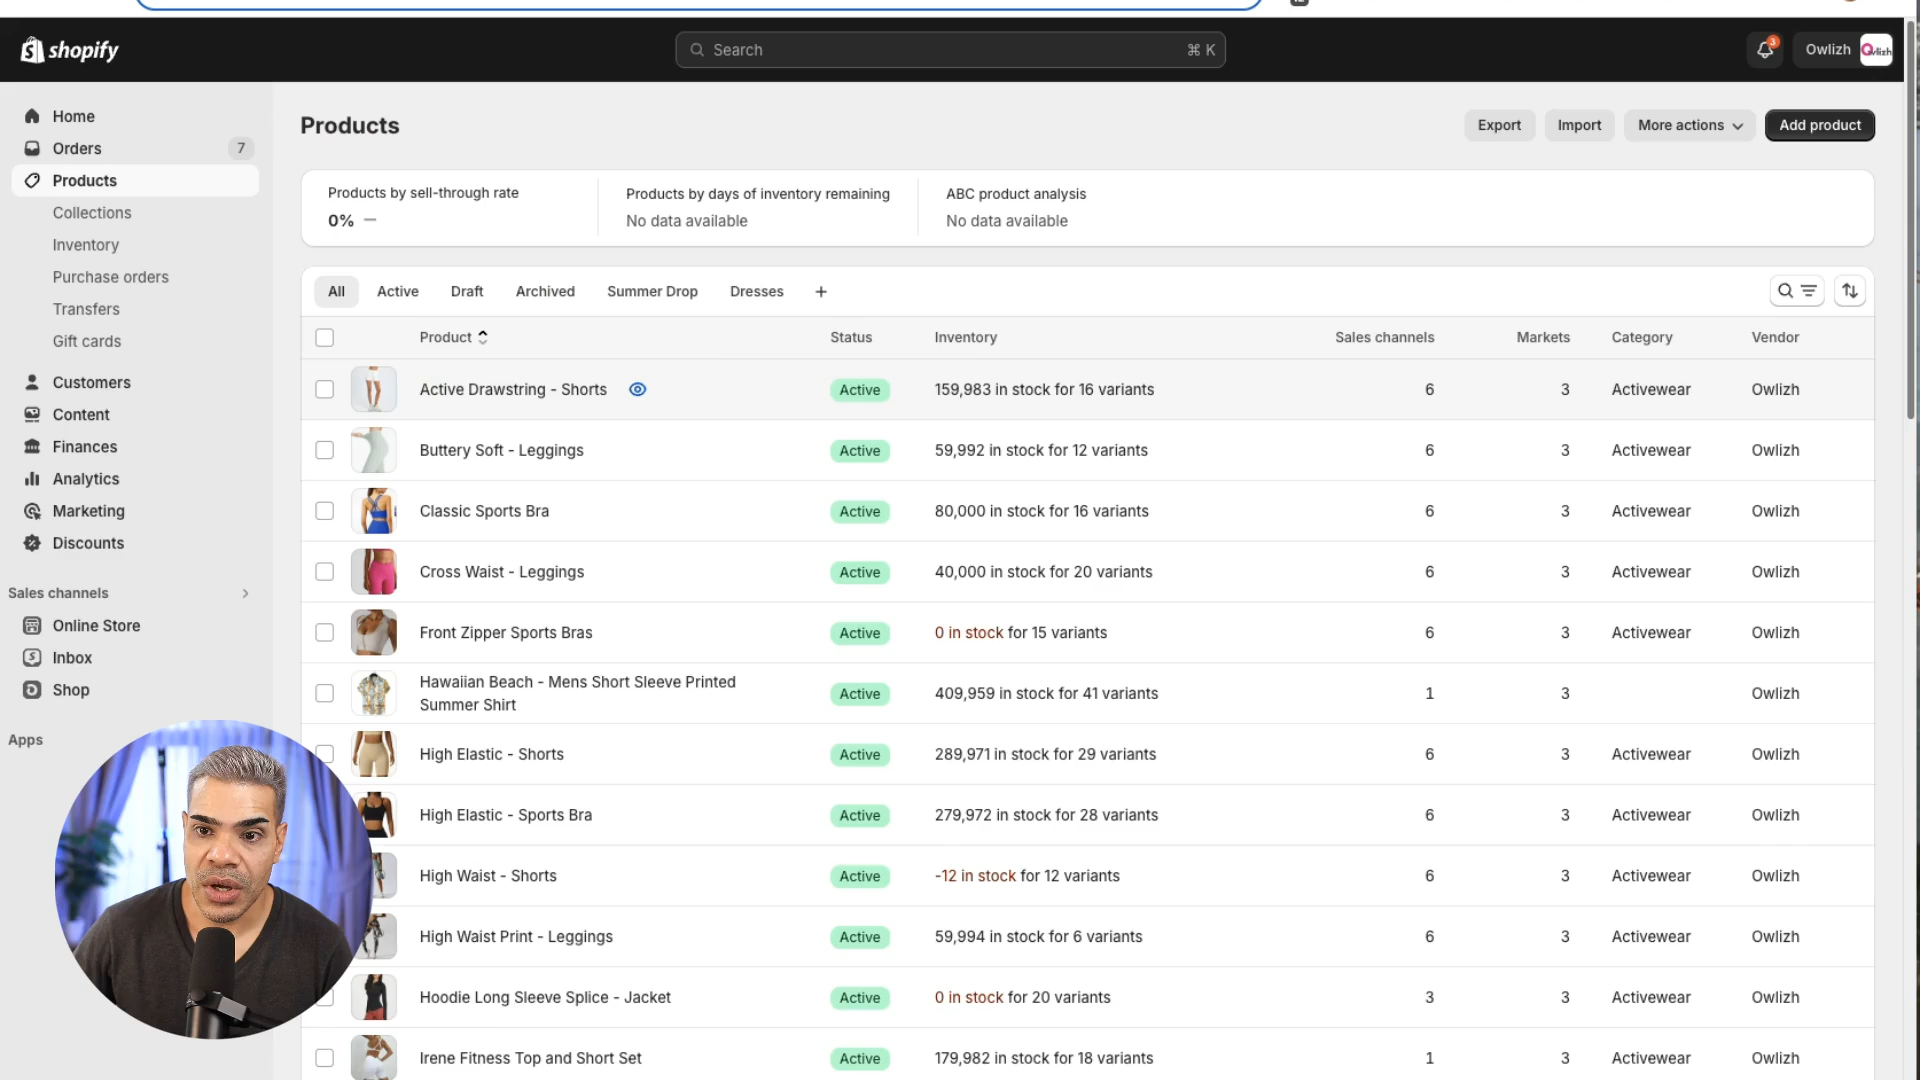 shopify
Search
⌘ K
3
Owlizh
Owlizh
Home
Orders
7
Products
Collections
Inventory
Purchase orders
Transfers
Gift cards
Customers
Content
Finances
Analytics
Marketing
Discounts
Sales channels
Online Store
Inbox
Shop
Apps
Products
Export
Import
More actions
Add product
Products by sell-through rate
0% —
Products by days of inventory remaining
No data available
ABC product analysis
No data available
All Active Draft Archived Summer Drop Dresses +
Product Status Inventory Sales channels Markets Category Vendor
Active Drawstring - Shorts Active 159,983 in stock for 16 variants 6 3 Activewear Owlizh
Buttery Soft - Leggings Active 59,992 in stock for 12 variants 6 3 Activewear Owlizh
Classic Sports Bra Active 80,000 in stock for 16 variants 6 3 Activewear Owlizh
Cross Waist - Leggings Active 40,000 in stock for 20 variants 6 3 Activewear Owlizh
Front Zipper Sports Bras Active 0 in stock for 15 variants 6 3 Activewear Owlizh
Hawaiian Beach - Mens Short Sleeve Printed
Summer Shirt Active 409,959 in stock for 41 variants 1 3 Owlizh
High Elastic - Shorts Active 289,971 in stock for 29 variants 6 3 Activewear Owlizh
High Elastic - Sports Bra Active 279,972 in stock for 28 variants 6 3 Activewear Owlizh
High Waist - Shorts Active -12 in stock for 12 variants 6 3 Activewear Owlizh
High Waist Print - Leggings Active 59,994 in stock for 6 variants 6 3 Activewear Owlizh
Hoodie Long Sleeve Splice - Jacket Active 0 in stock for 20 variants 3 3 Activewear Owlizh
Irene Fitness Top and Short Set Active 179,982 in stock for 18 variants 1 3 Activewear Owlizh